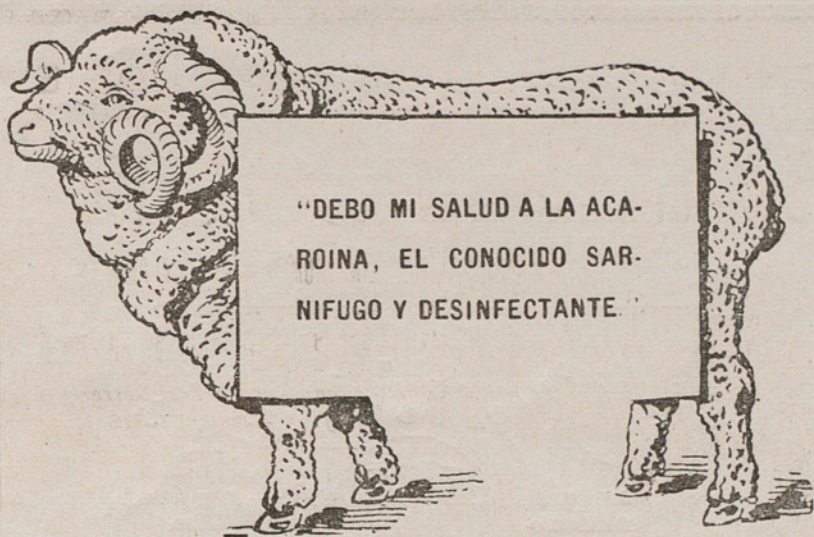 “DEBO MI SALUD A LA ACA-
ROINA, EL CONOCIDO SAR-
NIFUGO Y DESINFECTANTE.”